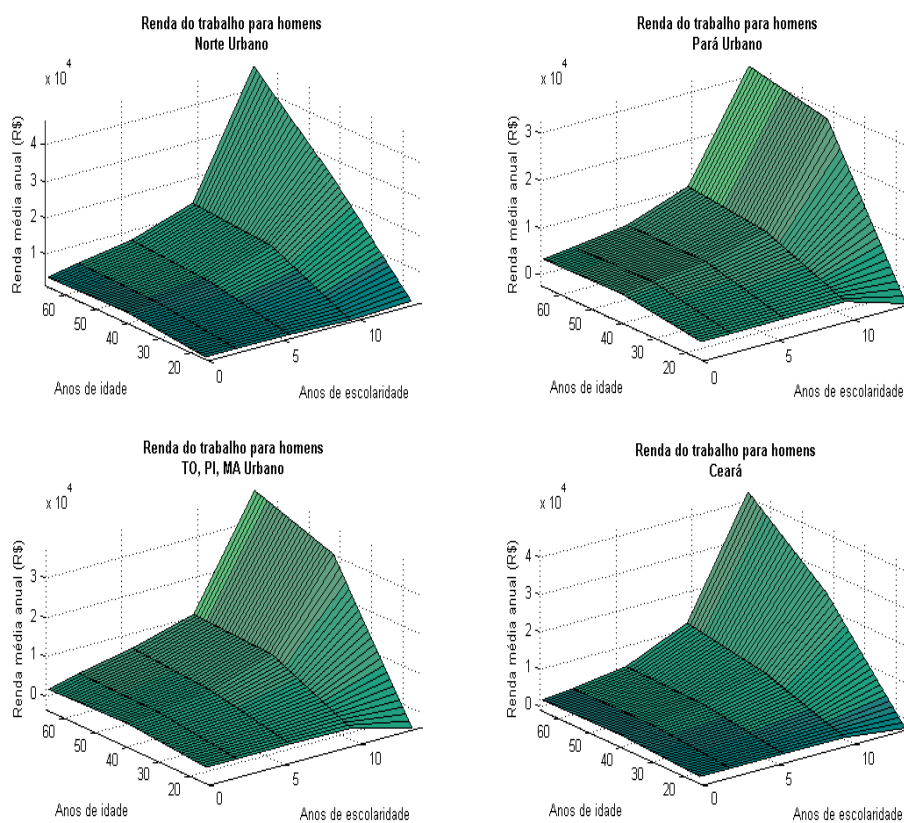 Renda do trabalho para homens
Norte Urbano
x 10^4
Renda média anual (R$)
4
3
2
1
60
50
40
30
20
0
5
10
Anos de idade
Anos de escolaridade
Renda do trabalho para homens
Pará Urbano
x 10^4
Renda média anual (R$)
3
2
1
0
60
50
40
30
20
0
5
10
Anos de idade
Anos de escolaridade
Renda do trabalho para homens
TO, PI, MA Urbano
x 10^4
Renda média anual (R$)
3
2
1
0
60
50
40
30
20
0
5
10
Anos de idade
Anos de escolaridade
Renda do trabalho para homens
Ceará
x 10^4
Renda média anual (R$)
4
3
2
1
0
60
50
40
30
20
0
5
10
Anos de idade
Anos de escolaridade